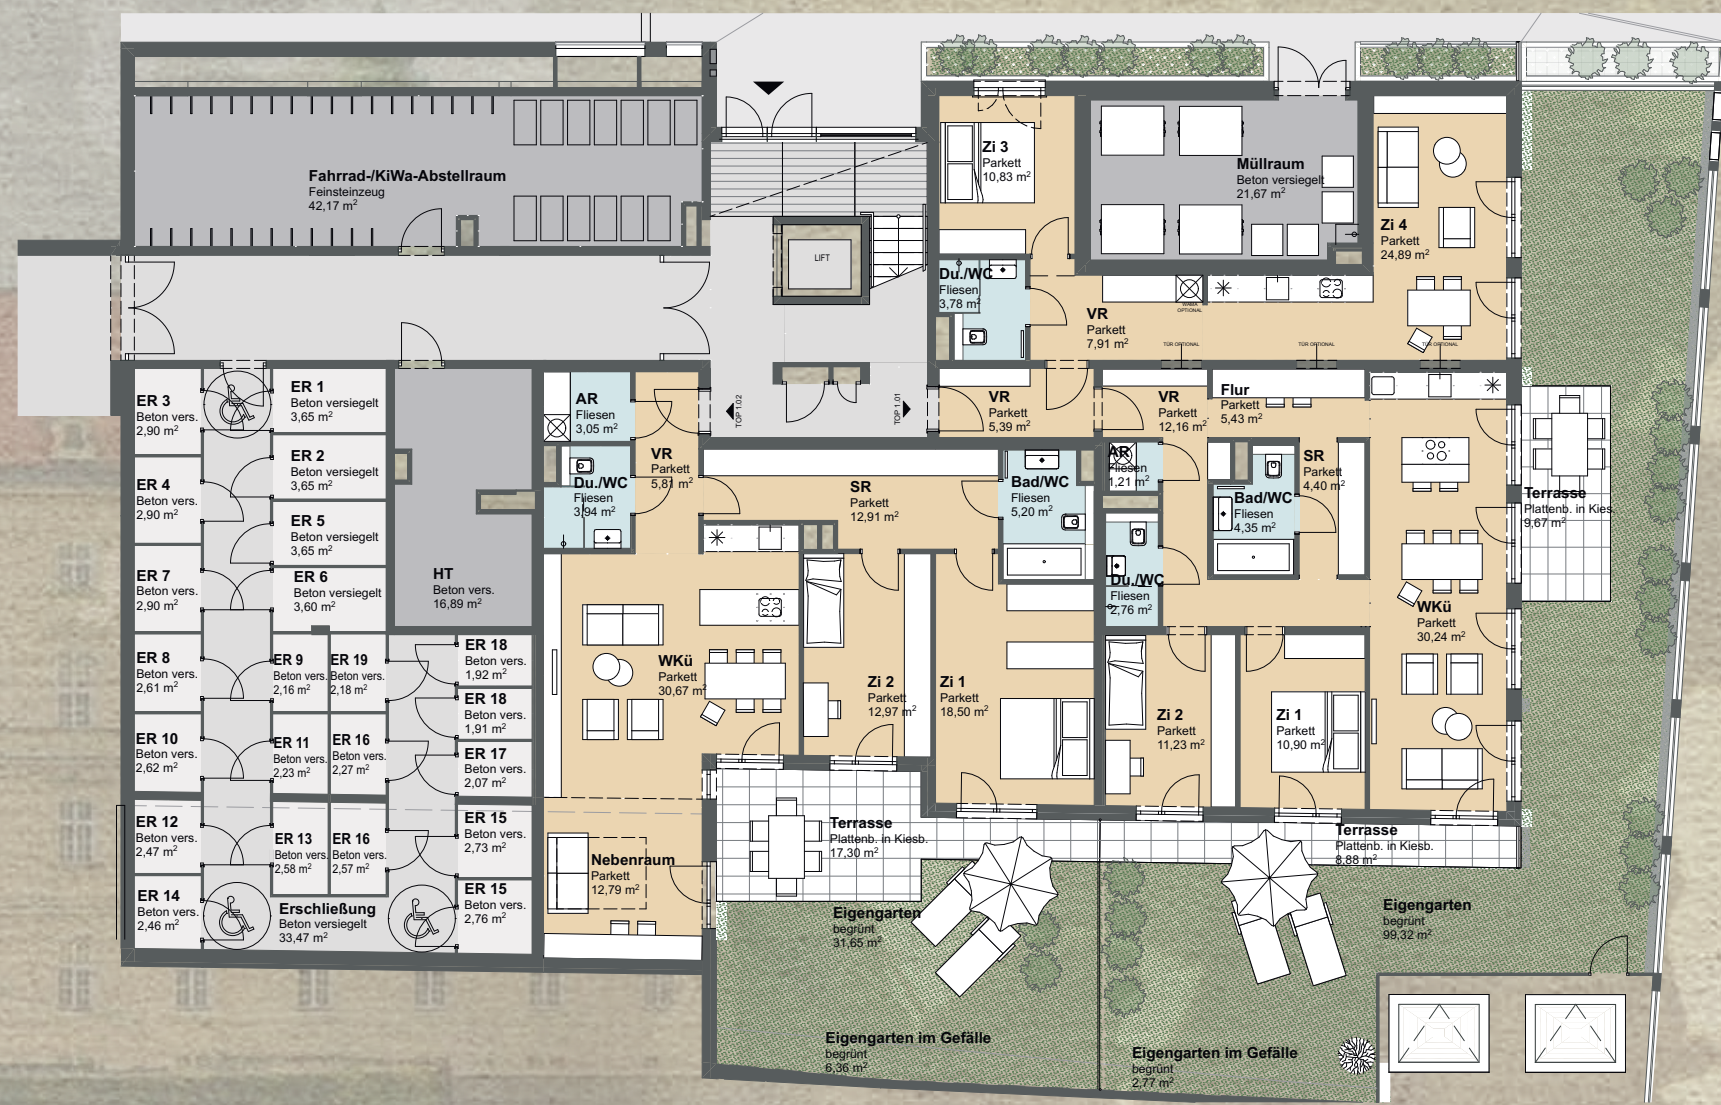 Fahrrad-/KiWa-Abstellraum
Feinsteinzeug
42,17 m²
LIFT
Zi 3
Parkett
10,83 m²
Müllraum
Beton versiegelt
21,67 m²
Zi 4
Parkett
24,89 m²
Du./WC
Fliesen
3,78 m²
WAMA
OPTIONAL
VR
Parkett
7,91 m²
TÜR OPTIONAL
TÜR OPTIONAL
TÜR OPTIONAL
ER 3
Beton vers.
2,90 m²
ER 1
Beton versiegelt
3,65 m²
ER 2
Beton versiegelt
3,65 m²
ER 4
Beton vers.
2,90 m²
ER 5
Beton versiegelt
3,65 m²
ER 7
Beton vers.
2,90 m²
ER 6
Beton versiegelt
3,60 m²
HT
Beton vers.
16,89 m²
AR
Fliesen
3,05 m²
TOP 1.02
TOP 1.01
VR
Parkett
5,81 m²
Du./WC
Fliesen
3,94 m²
SR
Parkett
12,91 m²
VR
Parkett
5,39 m²
Bad/WC
Fliesen
5,20 m²
VR
Parkett
12,16 m²
Flur
Parkett
5,43 m²
AR
Fliesen
1,21 m²
SR
Parkett
4,40 m²
Bad/WC
Fliesen
4,35 m²
Du./WC
Fliesen
2,76 m²
Terrasse
Plattenb. in Kies.
9,67 m²
WKü
Parkett
30,24 m²
ER 8
Beton vers.
2,61 m²
ER 9
Beton vers.
2,16 m²
ER 19
Beton vers.
2,18 m²
ER 18
Beton vers.
1,92 m²
ER 18
Beton vers.
1,91 m²
ER 10
Beton vers.
2,62 m²
ER 11
Beton vers.
2,23 m²
ER 16
Beton vers.
2,27 m²
ER 17
Beton vers.
2,07 m²
WKü
Parkett
30,67 m²
Zi 2
Parkett
12,97 m²
Zi 1
Parkett
18,50 m²
Zi 2
Parkett
11,23 m²
Zi 1
Parkett
10,90 m²
ER 12
Beton vers.
2,47 m²
ER 13
Beton vers.
2,58 m²
ER 16
Beton vers.
2,57 m²
ER 15
Beton vers.
2,73 m²
ER 14
Beton vers.
2,46 m²
Erschließung
Beton versiegelt
33,47 m²
ER 15
Beton vers.
2,76 m²
Nebenraum
Parkett
12,79 m²
Terrasse
Plattenb. in Kiesb.
17,30 m²
Terrasse
Plattenb. in Kiesb.
8,88 m²
Eigengarten
begrünt
31,65 m²
Eigengarten
begrünt
99,32 m²
Eigengarten im Gefälle
begrünt
6,36 m²
Eigengarten im Gefälle
begrünt
2,77 m²